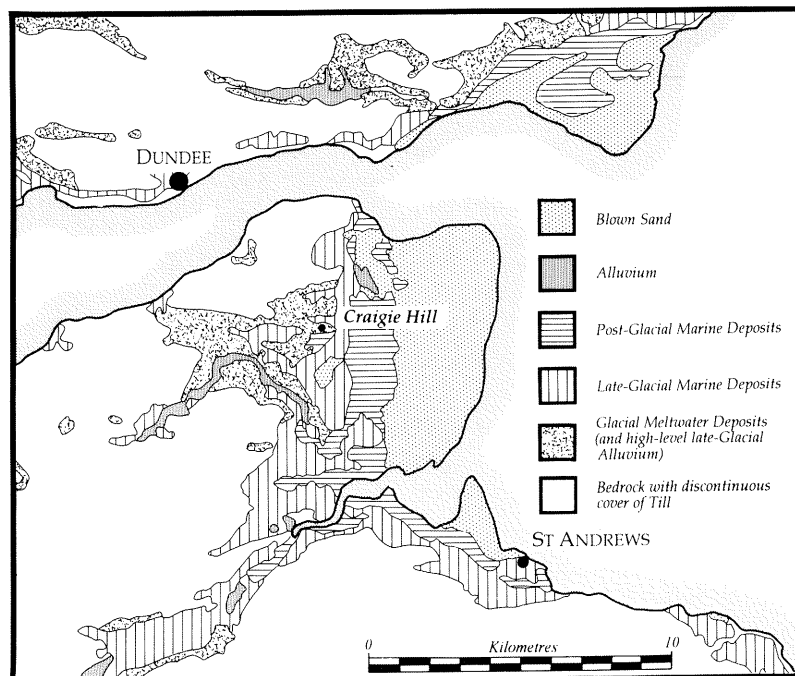 DUNDEE
Craigie Hill
ST ANDREWS
Blown Sand
Alluvium
Post-Glacial Marine Deposits
Late-Glacial Marine Deposits
Glacial Meltwater Deposits
(and high-level late-Glacial
Alluvium)
Bedrock with discontinuous
cover of Till
0 Kilometres 10